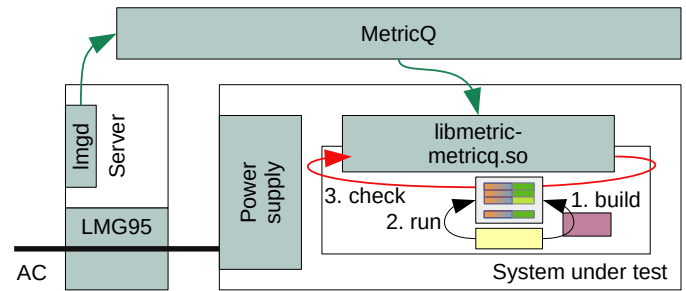 MetricQ
lmgd
Server
libmetric-
metricq.so
Power
supply
3. check
1. build
2. run
LMG95
AC
System under test